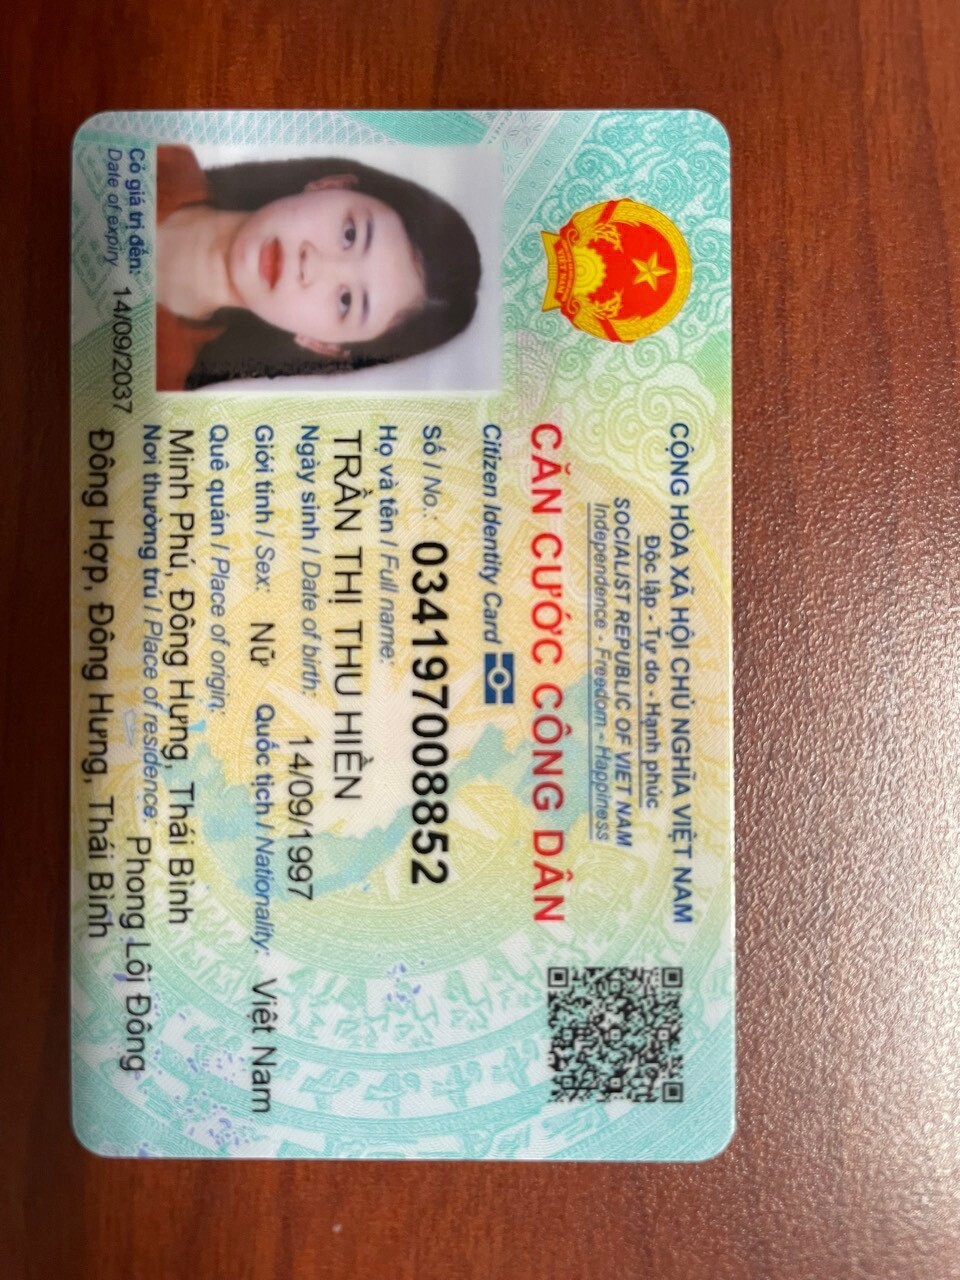 CỘNG HÒA XÃ HỘI CHỦ NGHĨA VIỆT NAM
Độc lập - Tự do - Hạnh phúc
SOCIALIST REPUBLIC OF VIET NAM
Independence - Freedom - Happiness
CĂN CƯỚC CÔNG DÂN
Citizen Identity Card
Số / No.: 034197008852
Họ và tên / Full name:
TRẦN THỊ THU HIỀN
Ngày sinh / Date of birth: 14/09/1997
Giới tính / Sex: Nữ Quốc tịch / Nationality: Việt Nam
Quê quán / Place of origin:
Minh Phú, Đông Hưng, Thái Bình
Nơi thường trú / Place of residence: Phong Lôi Đông
Đông Hợp, Đông Hưng, Thái Bình
Có giá trị đến: 14/09/2037
Date of expiry
VIỆT NAM